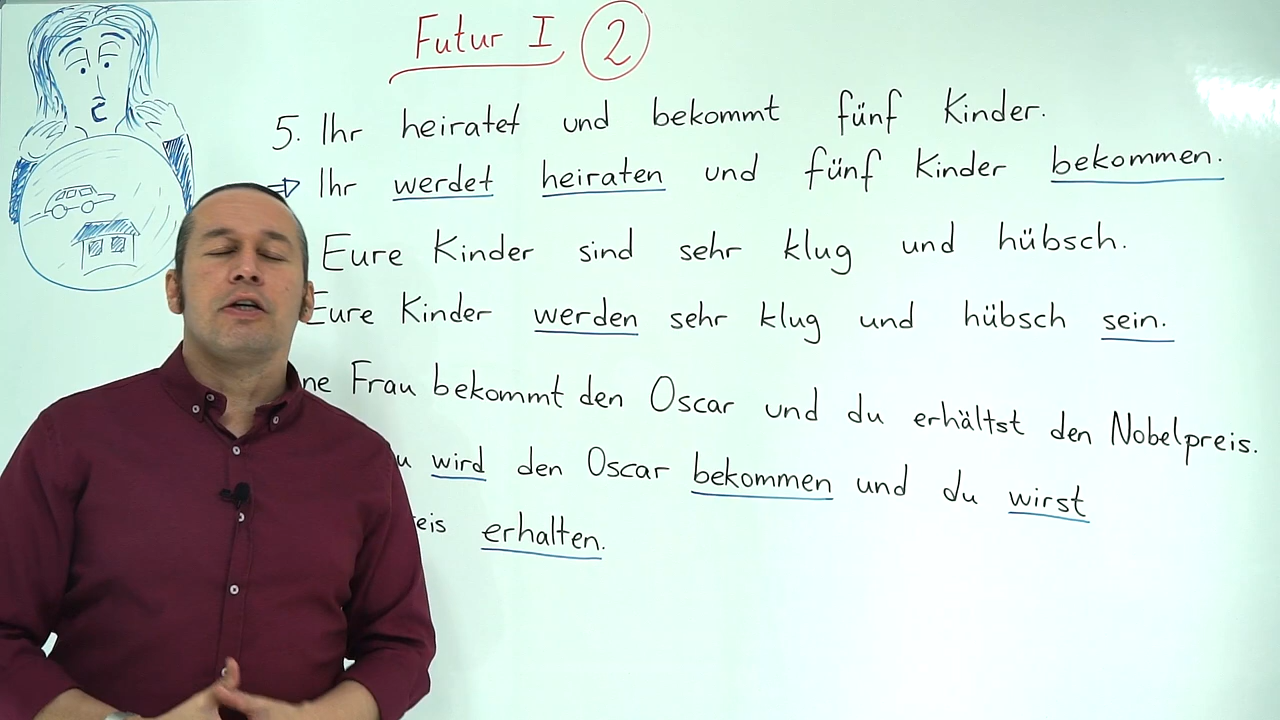 Futur I 2
5. Ihr heiratet und bekommt fünf Kinder.
⇒ Ihr werdet heiraten und fünf Kinder bekommen.
Eure Kinder sind sehr klug und hübsch.
Eure Kinder werden sehr klug und hübsch sein.
ne Frau bekommt den Oscar und du erhältst den Nobelpreis.
u wird den Oscar bekommen und du wirst
eis erhalten.